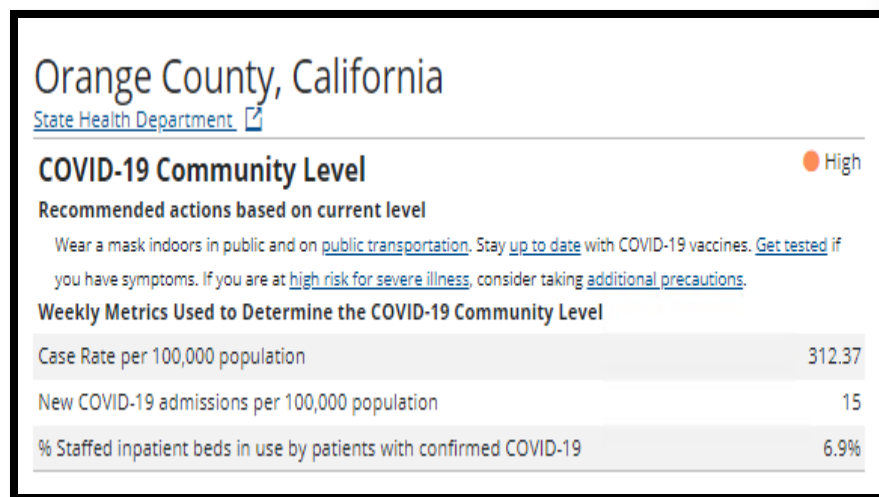 Orange County, California
State Health Department
COVID-19 Community Level
High
Recommended actions based on current level
Wear a mask indoors in public and on public transportation. Stay up to date with COVID-19 vaccines. Get tested if
you have symptoms. If you are at high risk for severe illness, consider taking additional precautions.
Weekly Metrics Used to Determine the COVID-19 Community Level
Case Rate per 100,000 population 312.37
New COVID-19 admissions per 100,000 population 15
% Staffed inpatient beds in use by patients with confirmed COVID-19 6.9%